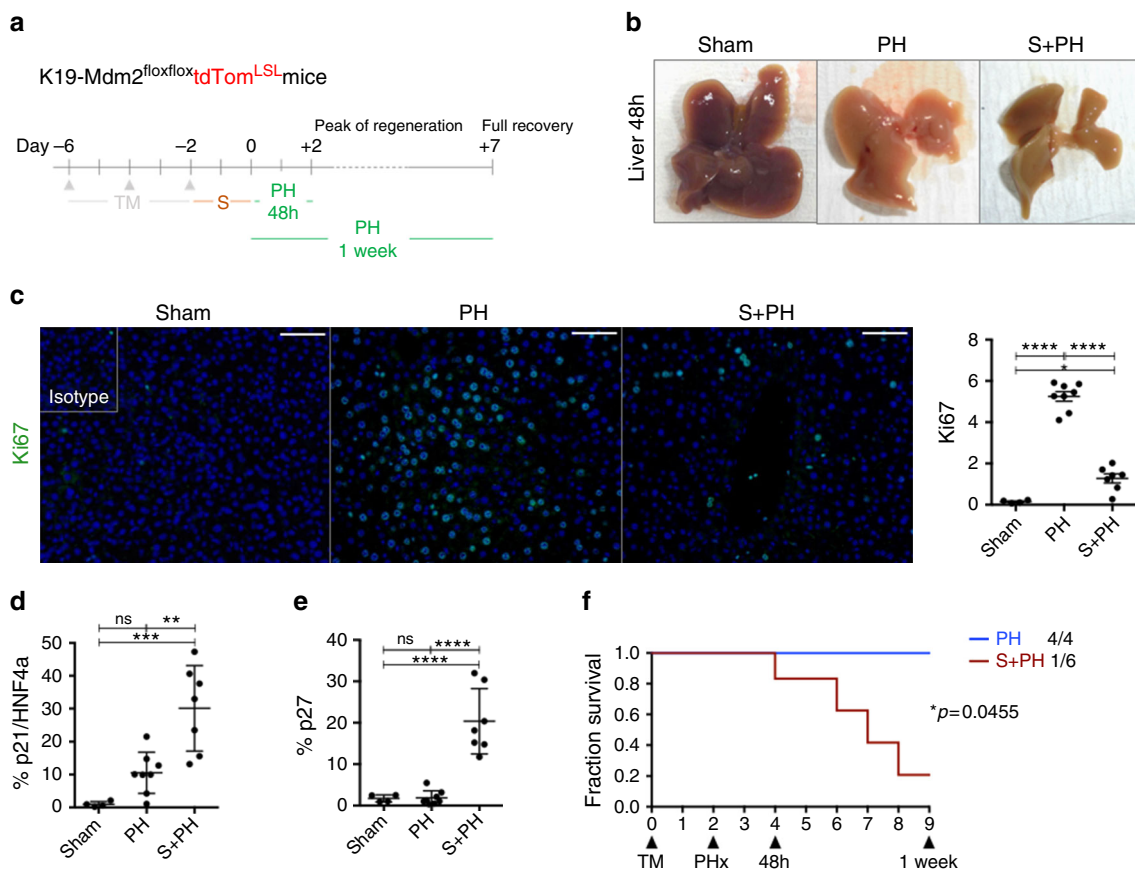 a
K19-Mdm2floxfloxtdTomLSLmice
Peak of regeneration Full recovery
Day −6 −2 0 +2 +7
TM S PH
48h
PH
1 week
b
Sham PH S+PH
Liver 48h
c
Sham PH S+PH
Isotype
Ki67
**** ****
*
Ki67
8
6
4
2
0
Sham PH S+PH
d
ns **
***
% p21/HNF4a
50
40
30
20
10
0
Sham PH S+PH
e
ns ****
****
% p27
40
30
20
10
0
Sham PH S+PH
f
PH 4/4
S+PH 1/6
*p=0.0455
Fraction survival
1.0
0.8
0.6
0.4
0.2
0.0
0 1 2 3 4 5 6 7 8 9
TM PHx 48h 1 week